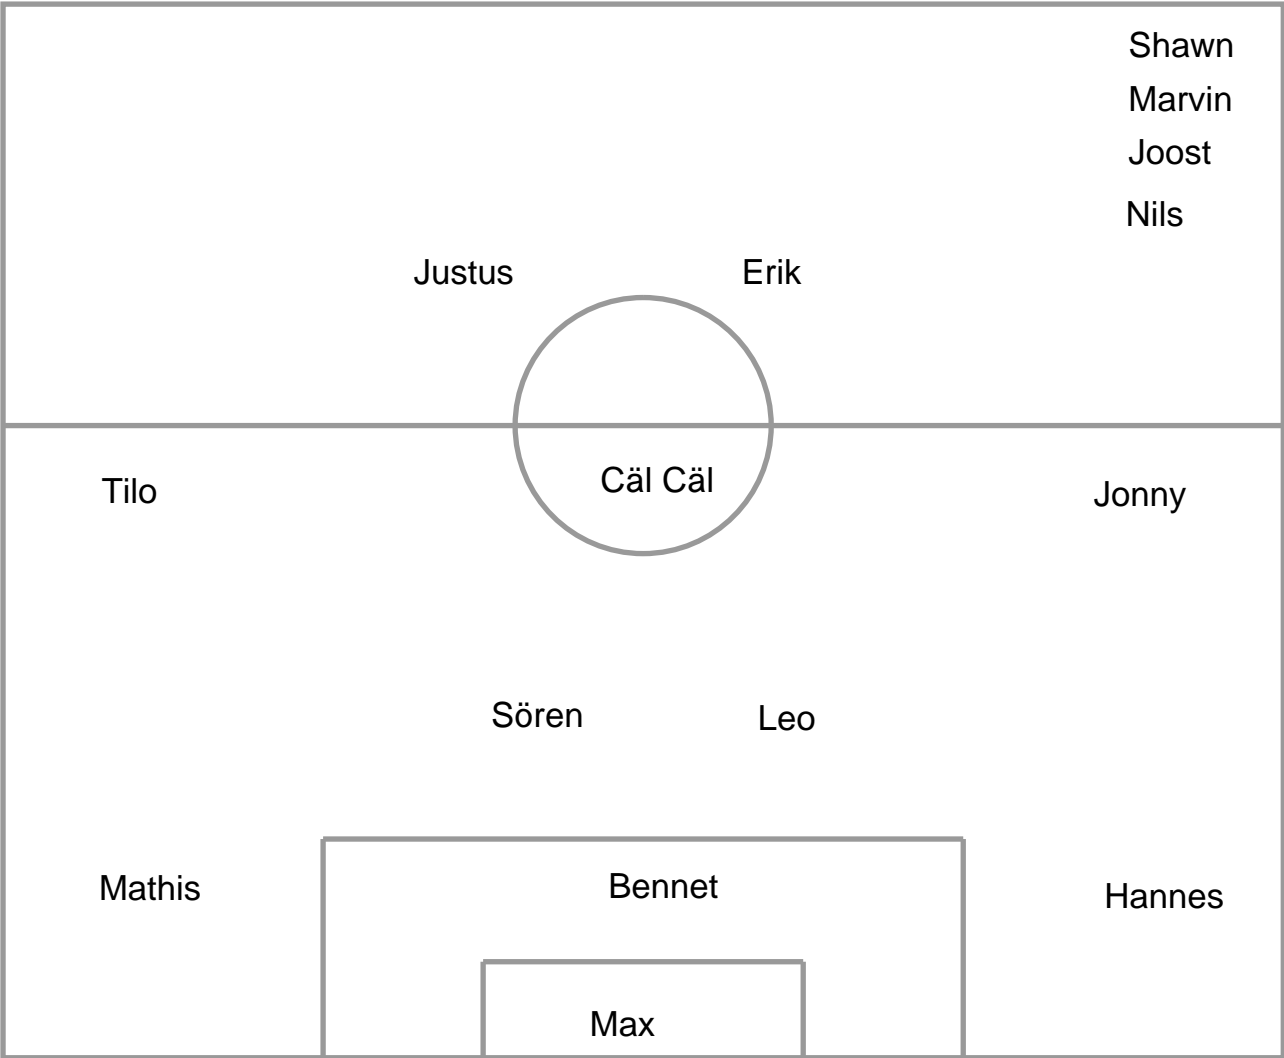 Shawn
Marvin
Joost
Nils
Justus Erik
Cäl Cäl
Tilo Jonny
Sören Leo
Bennet
Mathis Hannes
Max